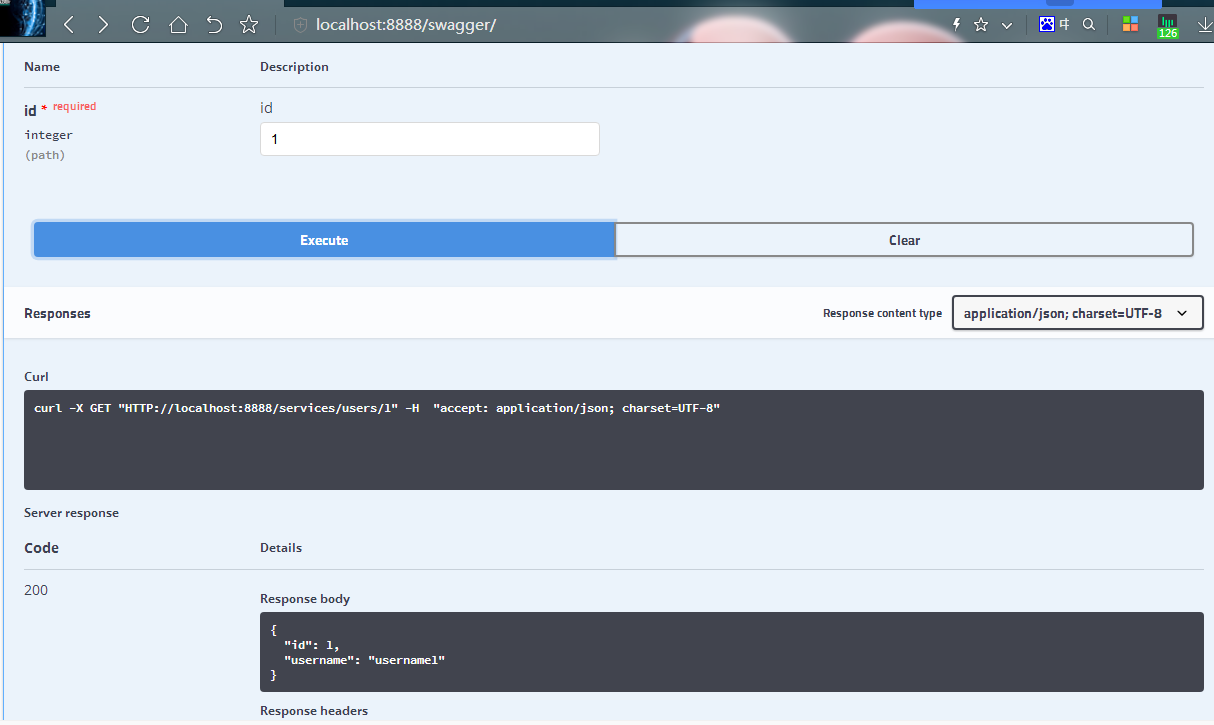 localhost:8888/swagger/
126
Name Description
id * required id
integer 1
(path)
Execute Clear
Responses Response content type application/json; charset=UTF-8
Curl
curl -X GET "HTTP://localhost:8888/services/users/1" -H  "accept: application/json; charset=UTF-8"
Server response
Code Details
200
Response body
{
  "id": 1,
  "username": "username1"
}
Response headers